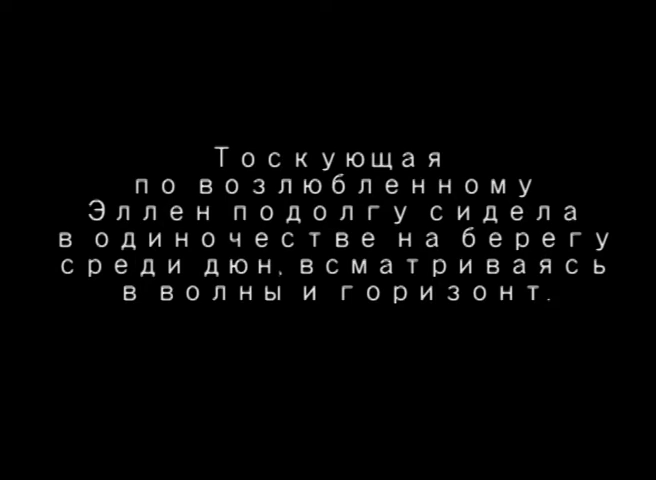 Тоскующая
по возлюбленному
Эллен подолгу сидела
в одиночестве на берегу
среди дюн, всматриваясь
в волны и горизонт.